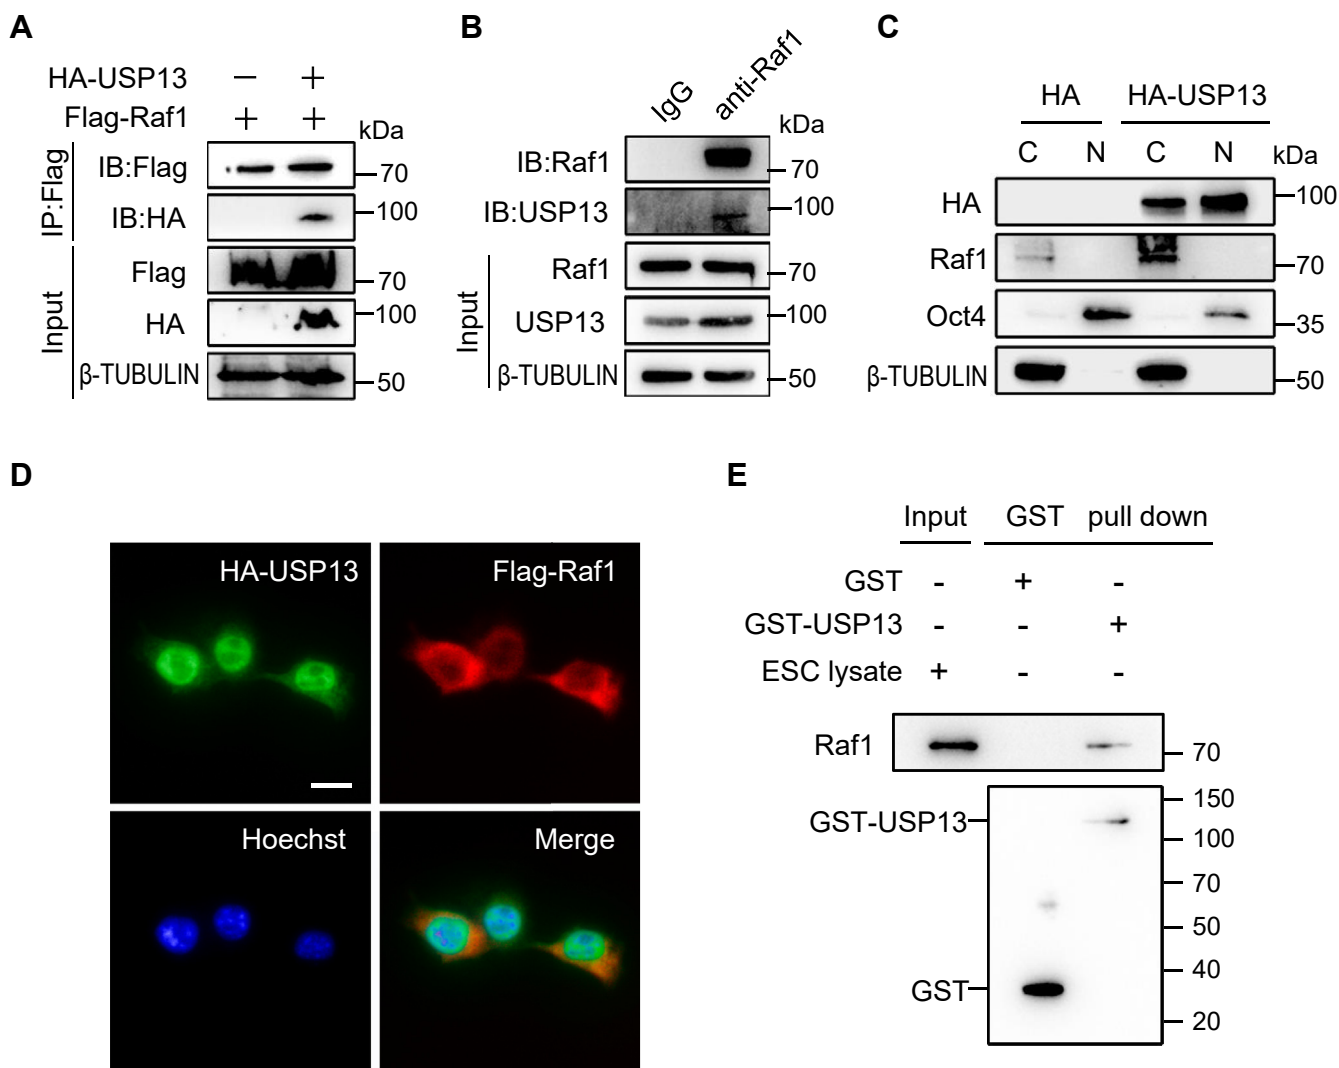 A
HA-USP13 − +
Flag-Raf1 + +
kDa
IP:Flag
IB:Flag 70
IB:HA 100
Input
Flag 70
HA 100
β-TUBULIN 50
B
IgG anti-Raf1
kDa
IB:Raf1 70
IB:USP13 100
Input
Raf1 70
USP13 100
β-TUBULIN 50
C
HA HA-USP13
C N C N kDa
HA 100
Raf1 70
Oct4 35
β-TUBULIN 50
D
HA-USP13 Flag-Raf1
Hoechst Merge
E
Input GST pull down
GST - + -
GST-USP13 - - +
ESC lysate + - -
Raf1 70
150
GST-USP13
100
70
50
40
GST
20